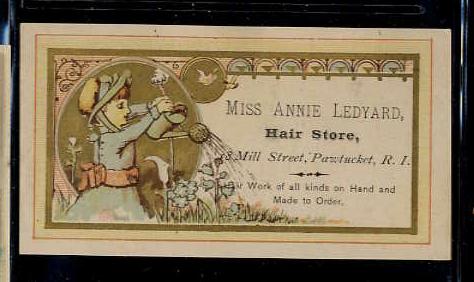 MISS ANNIE LEDYARD,
Hair Store,
Mill Street, Pawtucket, R. I.
Hair Work of all kinds on Hand and
Made to Order.